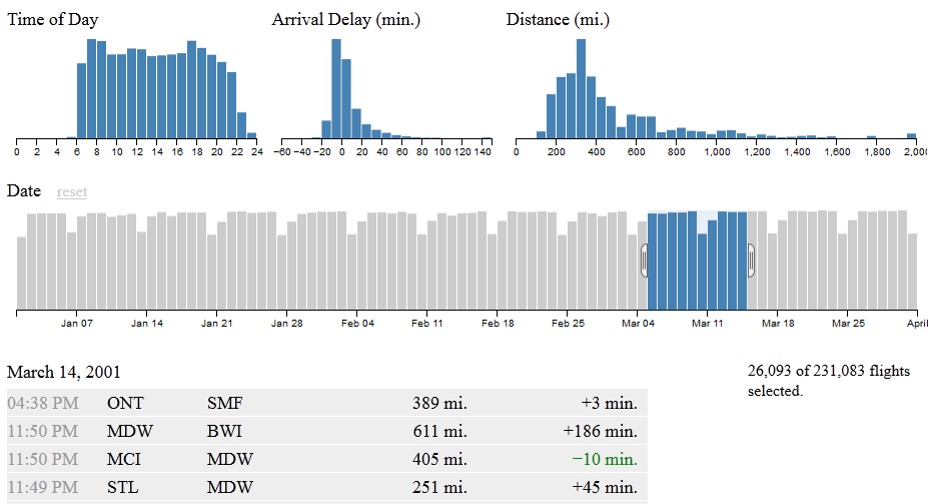 Time of Day Arrival Delay (min.) Distance (mi.)
0 2 4 6 8 10 12 14 16 18 20 22 24 −60 −40 −20 0 20 40 60 80 100 120 140 0 200 400 600 800 1,000 1,200 1,400 1,600 1,800 2,000
Date reset
Jan 07 Jan 14 Jan 21 Jan 28 Feb 04 Feb 11 Feb 18 Feb 25 Mar 04 Mar 11 Mar 18 Mar 25 April
March 14, 2001
26,093 of 231,083 flights
selected.
04:38 PM ONT SMF 389 mi. +3 min.
11:50 PM MDW BWI 611 mi. +186 min.
11:50 PM MCI MDW 405 mi. −10 min.
11:49 PM STL MDW 251 mi. +45 min.